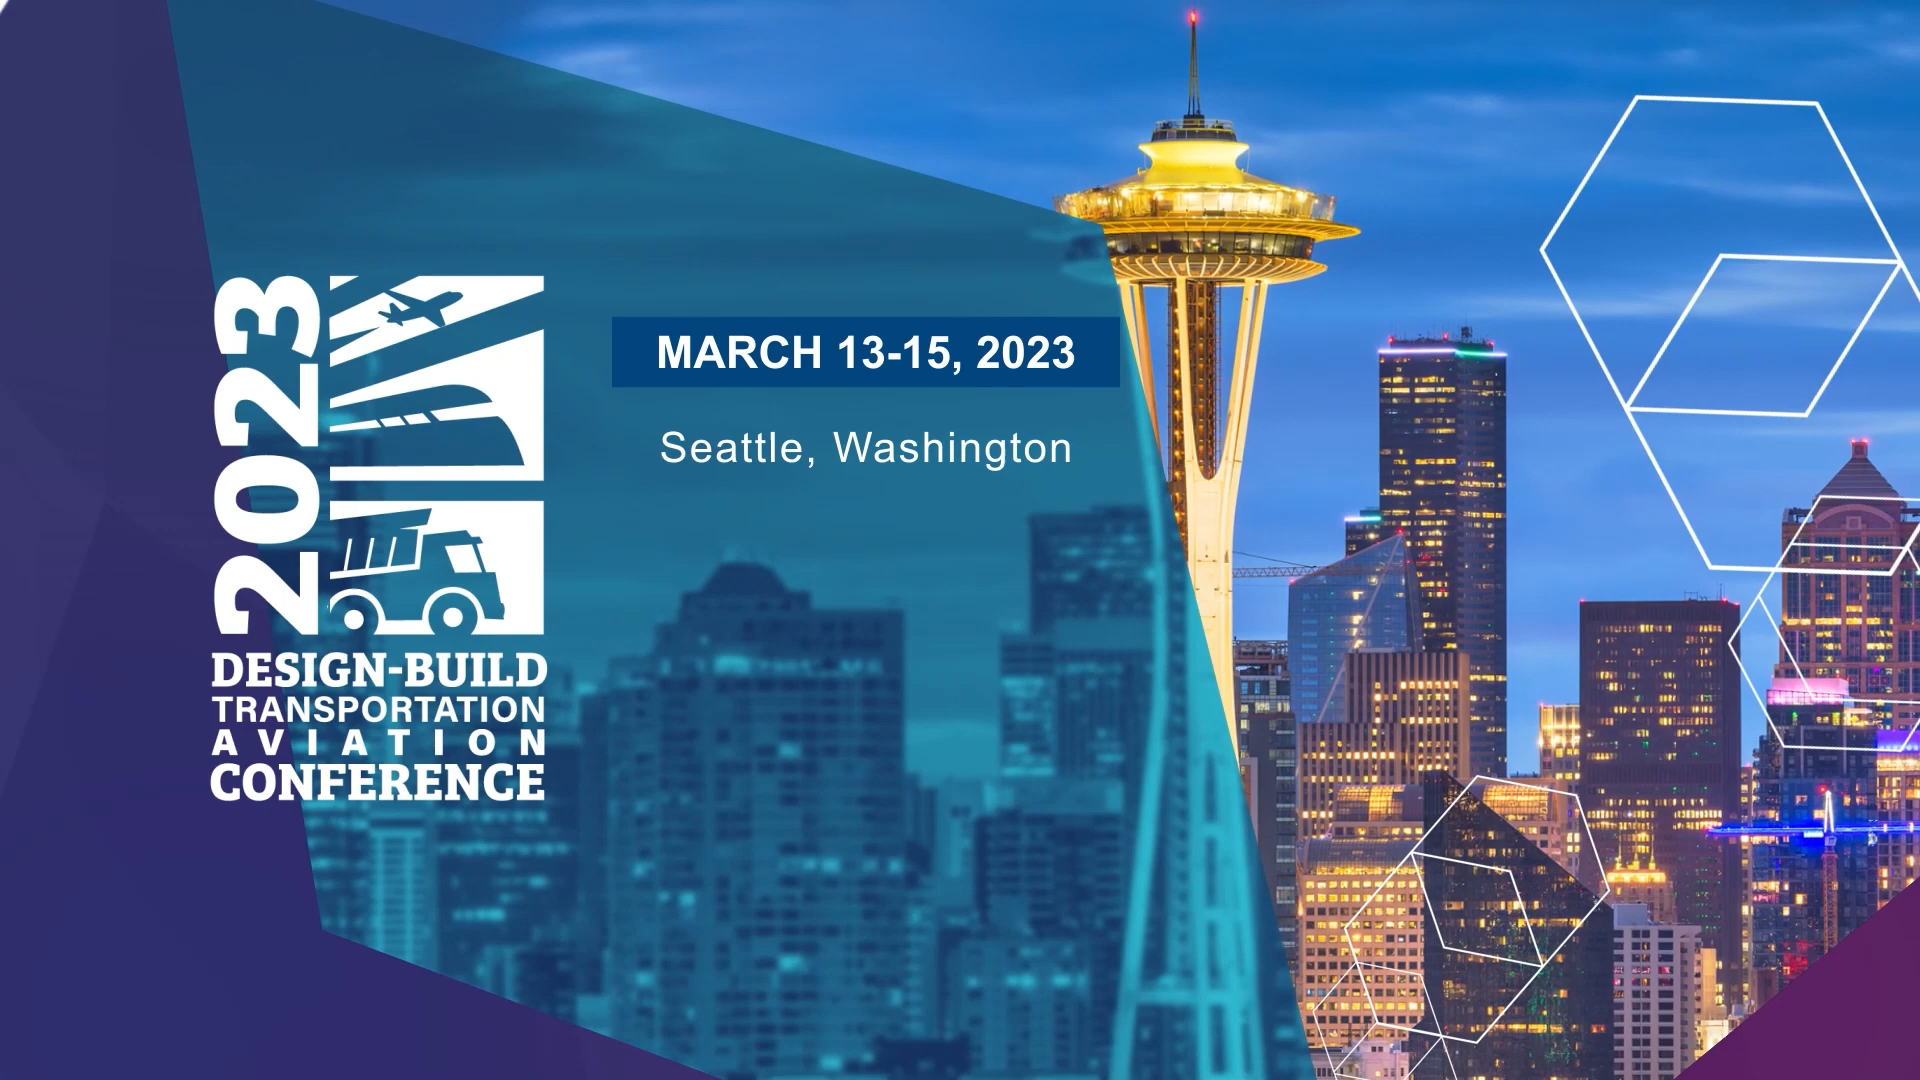 2023
DESIGN-BUILD
TRANSPORTATION
AVIATION
CONFERENCE
MARCH 13-15, 2023
Seattle, Washington